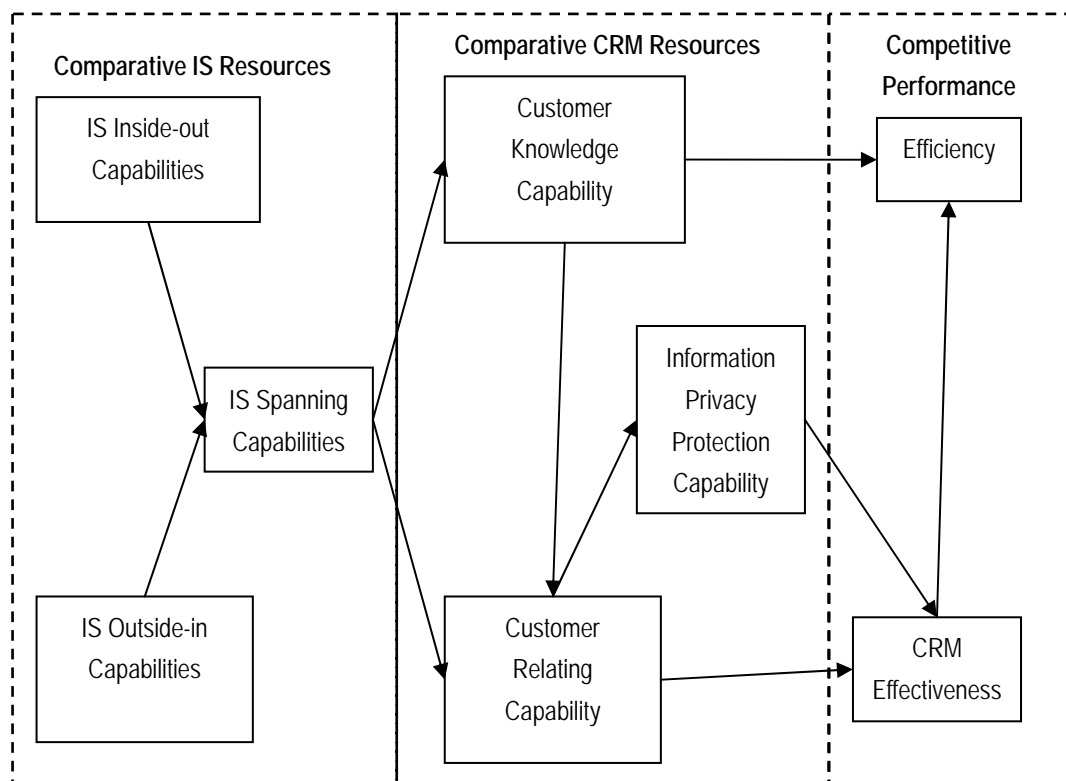 Comparative IS Resources
IS Inside-out
Capabilities
IS Spanning
Capabilities
IS Outside-in
Capabilities
Comparative CRM Resources
Customer
Knowledge
Capability
Information
Privacy
Protection
Capability
Customer
Relating
Capability
Competitive
Performance
Efficiency
CRM
Effectiveness